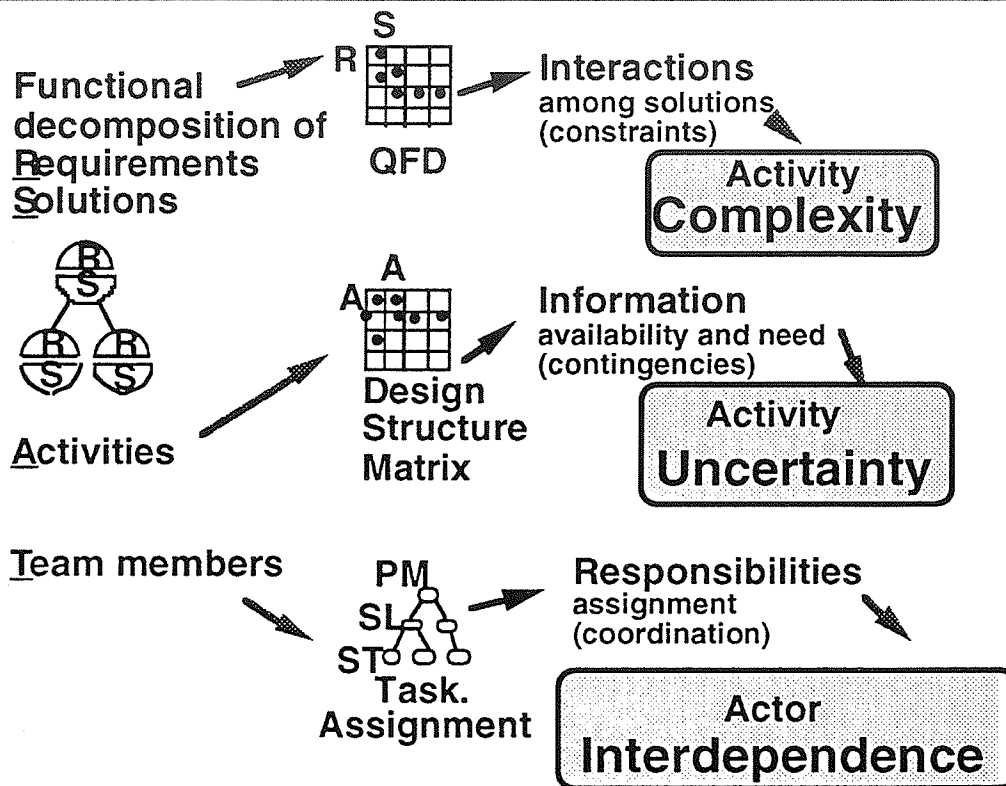 S
R
QFD
Functional
decomposition of
Requirements
Solutions
Interactions
among solutions
(constraints)
Activity
Complexity
R
S
R
S
R
S
Activities
A
A
Design
Structure
Matrix
Information
availability and need
(contingencies)
Activity
Uncertainty
Team members
PM
SL
ST
Task.
Assignment
Responsibilities
assignment
(coordination)
Actor
Interdependence